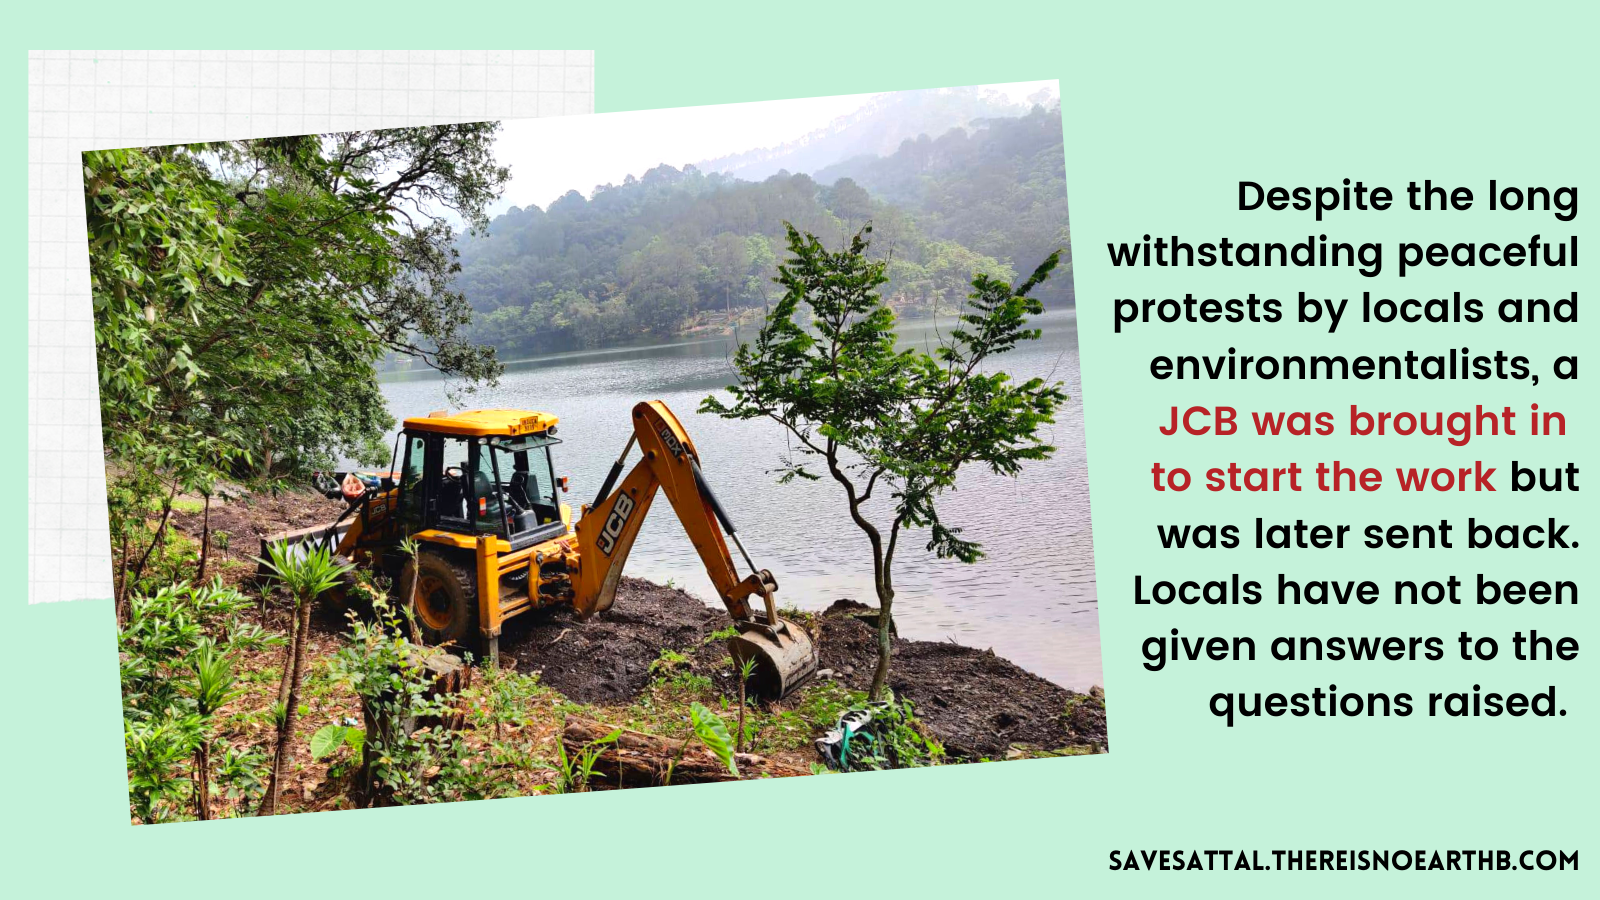 Despite the long
withstanding peaceful
protests by locals and
environmentalists, a
JCB was brought in
to start the work but
was later sent back.
Locals have not been
given answers to the
questions raised.
SAVESATTAL.THEREISNOEARTHB.COM
JCB
3DX
JCB